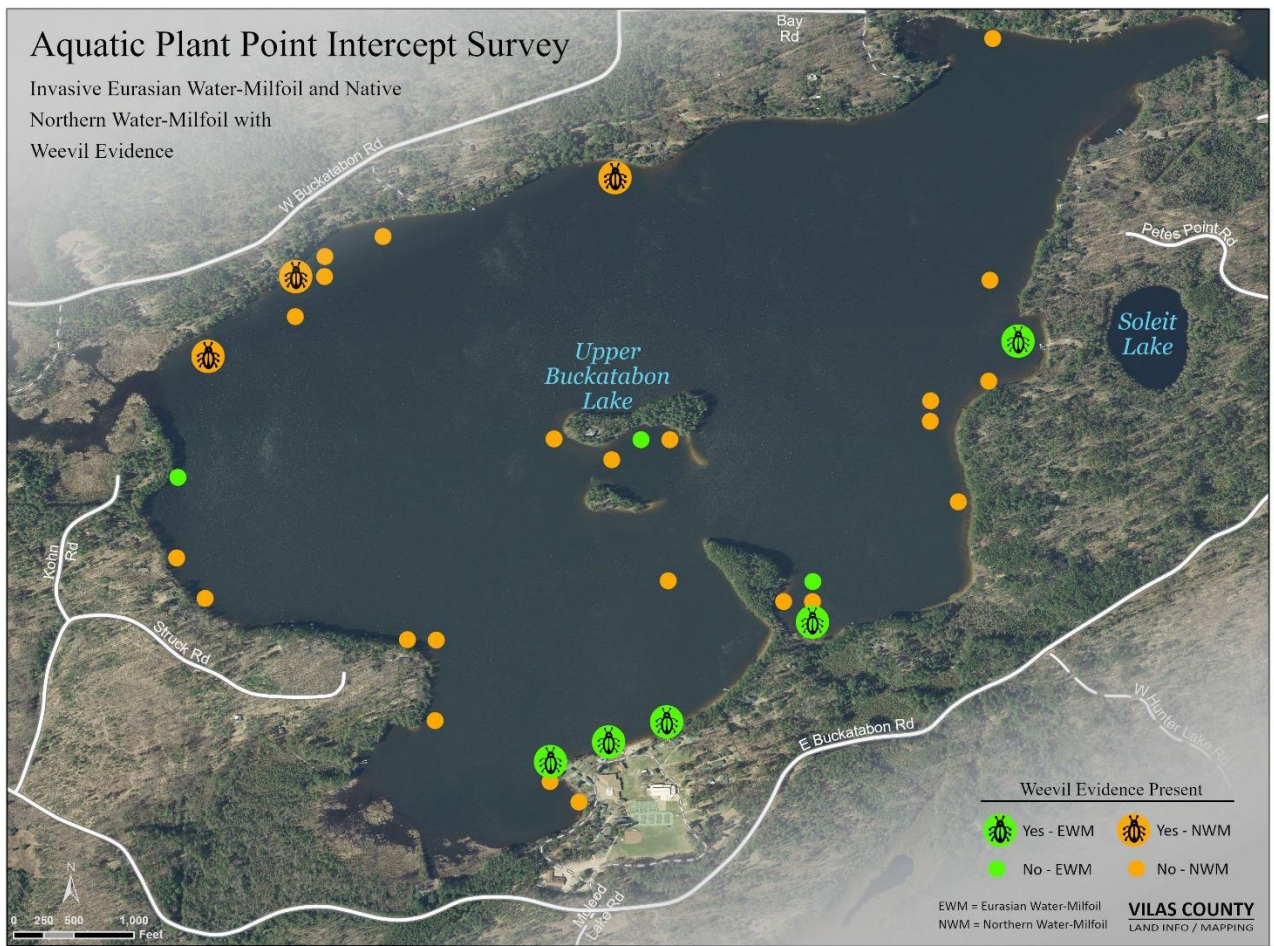 Aquatic Plant Point Intercept Survey
Invasive Eurasian Water-Milfoil and Native
Northern Water-Milfoil with
Weevil Evidence
Bay
Rd
W Buckatabon Rd
Petes Point Rd
Soleit
Lake
Upper
Buckatabon
Lake
Kohn
Rd
Struck Rd
E Buckatabon Rd
W Hunter Lake Rd
Mcleod
Lake Rd
Weevil Evidence Present
Yes - EWM
Yes - NWM
No - EWM
No - NWM
EWM = Eurasian Water-Milfoil
NWM = Northern Water-Milfoil
VILAS COUNTY
LAND INFO / MAPPING
N
0 250 500 1,000
Feet